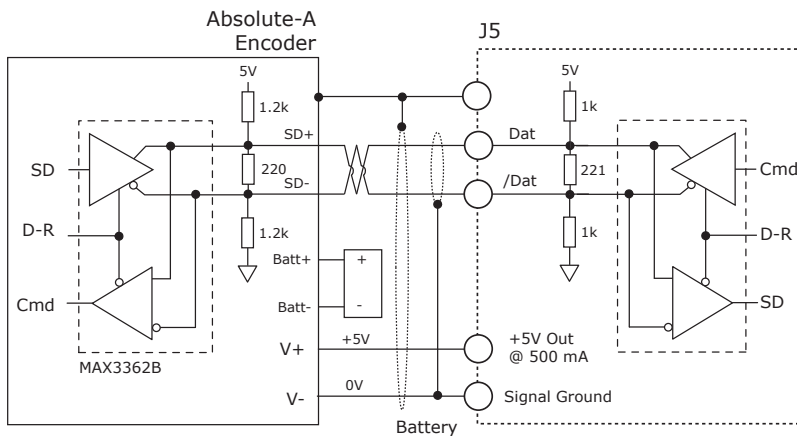 Absolute-A
Encoder
J5
5V
5V
1.2k
1k
SD+
Dat
SD
220
221
Cmd
SD-
/Dat
D-R
1.2k
1k
D-R
Batt+
+
Cmd
Batt-
-
SD
V+
+5V
+5V Out
@ 500 mA
MAX3362B
V-
0V
Signal Ground
Battery